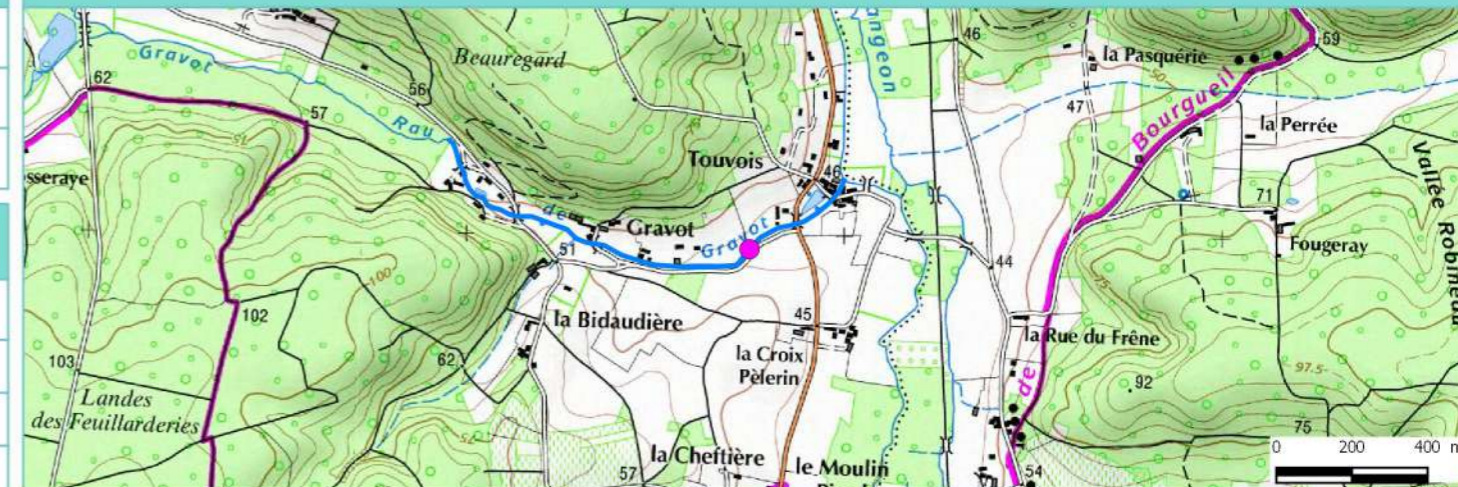 Gravot
Rau
de
Gravot
62
57
56
Beauregard
46
la Pasquérie
59
50
47
Bourgueil
la Perrée
Vallée Robineau
sseraye
75
Touvois
46
Gravot
71
Fougeray
51
100
44
75
102
la Bidaudière
45
la Croix
Pèlerin
la Rue du Frêne
de
103
62
92
97.5
Landes
des Feuillarderies
75
75
0 200 400 m
57
la Cheftière
le Moulin
54